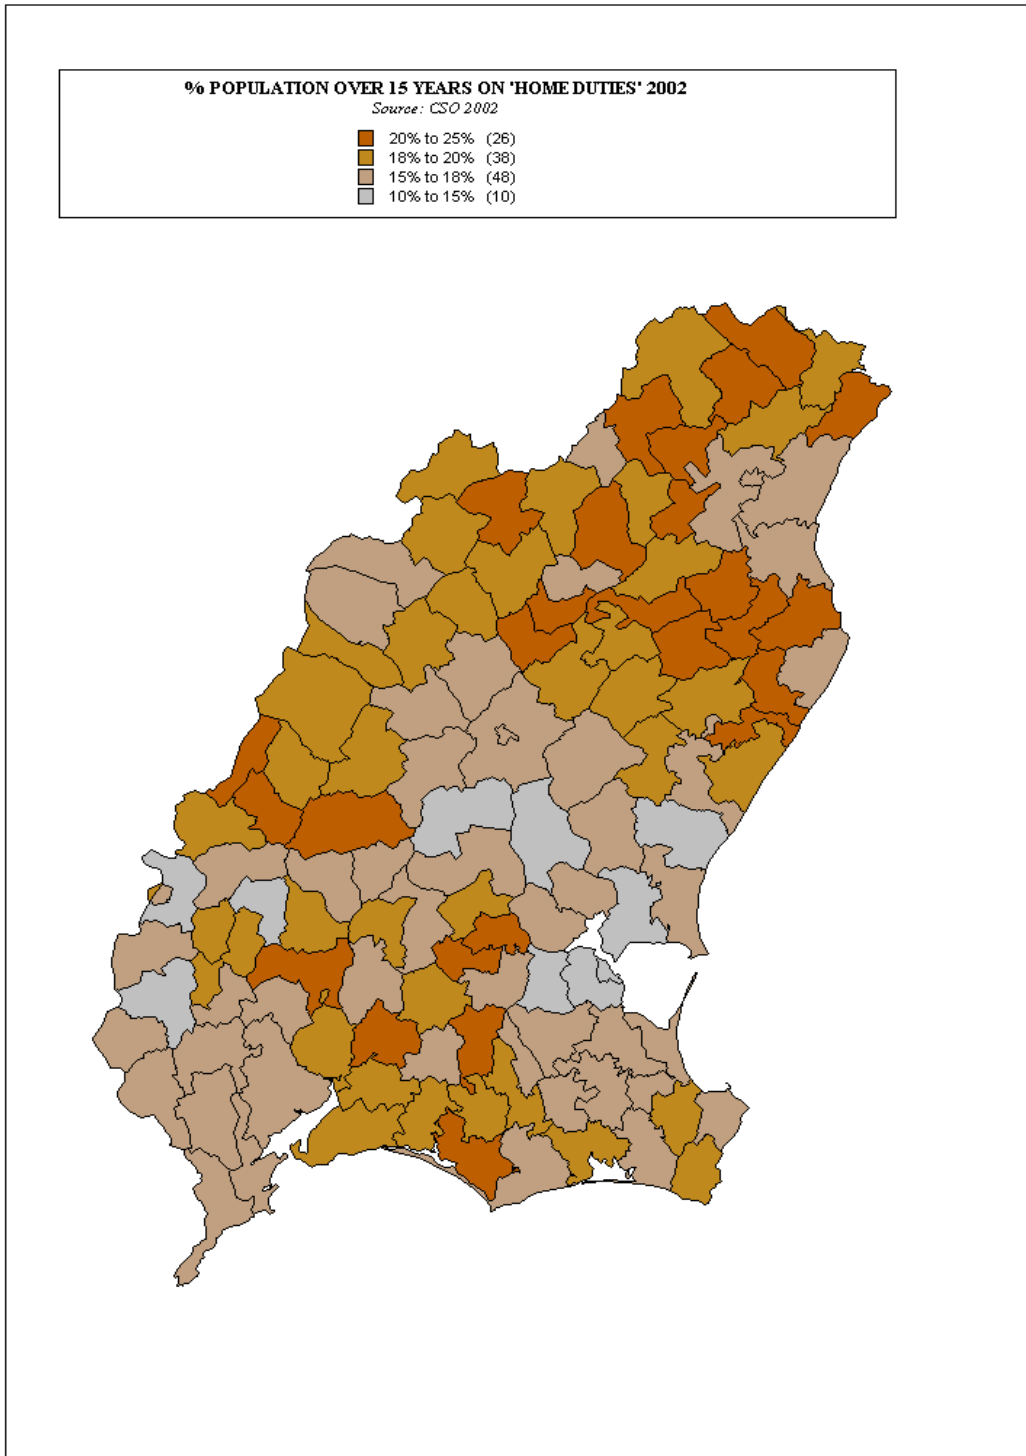 % POPULATION OVER 15 YEARS ON 'HOME DUTIES' 2002
Source: CSO 2002
20% to 25% (26)
18% to 20% (38)
15% to 18% (48)
10% to 15% (10)